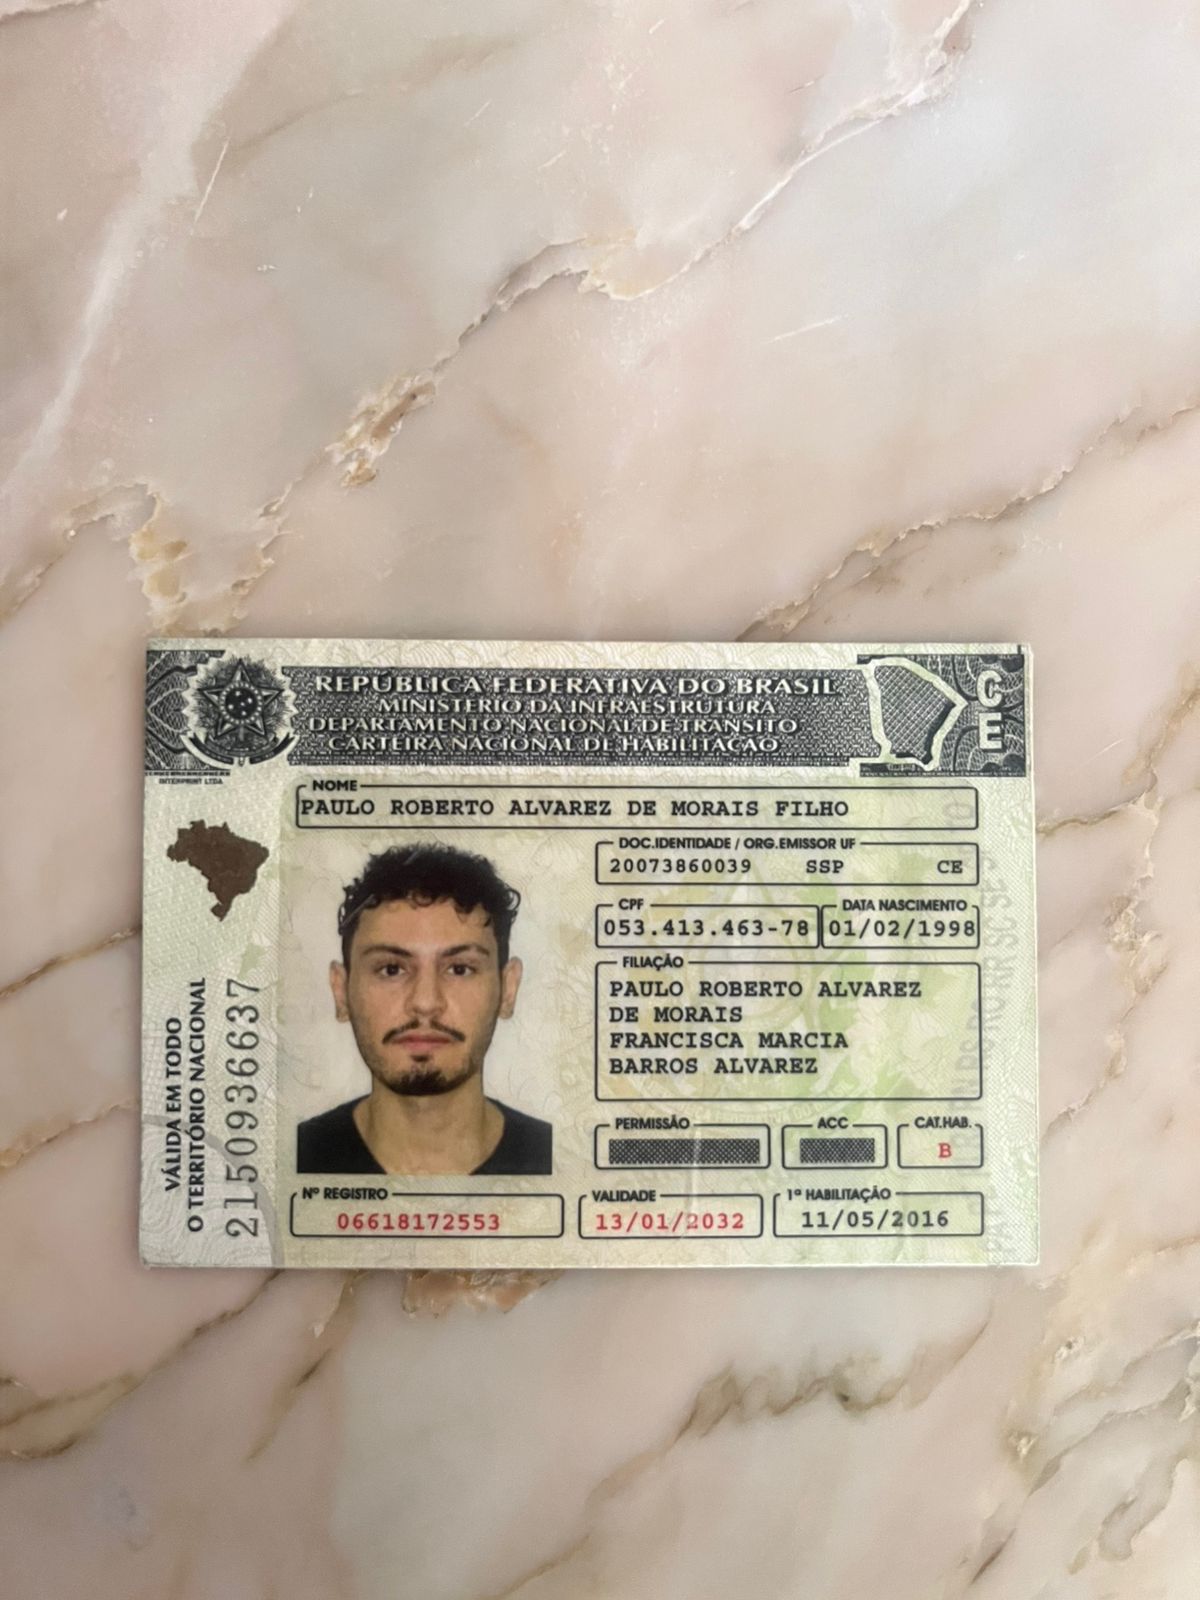 REPÚBLICA FEDERATIVA DO BRASIL
MINISTÉRIO DA INFRAESTRUTURA
DEPARTAMENTO NACIONAL DE TRÂNSITO
CARTEIRA NACIONAL DE HABILITAÇÃO
CE
INTERPRINT LTDA
NOME
PAULO ROBERTO ALVAREZ DE MORAIS FILHO
DOC.IDENTIDADE / ORG.EMISSOR UF
20073860039 SSP CE
CPF DATA NASCIMENTO
053.413.463-78 01/02/1998
FILIAÇÃO
PAULO ROBERTO ALVAREZ
DE MORAIS
FRANCISCA MARCIA
BARROS ALVAREZ
PERMISSÃO ACC CAT.HAB.
B
Nº REGISTRO VALIDADE 1ª HABILITAÇÃO
06618172553 13/01/2032 11/05/2016
VÁLIDA EM TODO
O TERRITÓRIO NACIONAL
2150936637